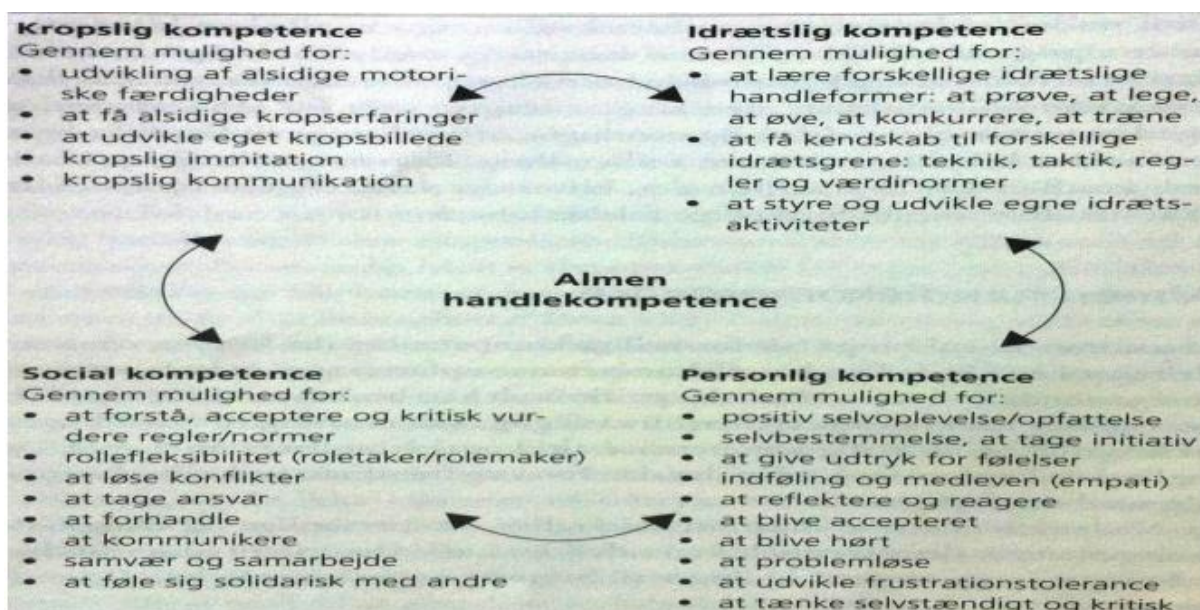 Kropslig kompetence
Gennem mulighed for:
• udvikling af alsidige motori-
ske færdigheder
• at få alsidige kropserfaringer
• at udvikle eget kropsbillede
• kropslig immitation
• kropslig kommunikation
Idrætslig kompetence
Gennem mulighed for:
• at lære forskellige idrætslige
handleformer: at prøve, at lege,
at øve, at konkurrere, at træne
• at få kendskab til forskellige
idrætsgrene: teknik, taktik, reg-
ler og værdinormer
• at styre og udvikle egne idræts-
aktiviteter
Almen
handlekompetence
Social kompetence
Gennem mulighed for:
• at forstå, acceptere og kritisk vur-
dere regler/normer
• rollefleksibilitet (roletaker/rolemaker)
• at løse konflikter
• at tage ansvar
• at forhandle
• at kommunikere
• samvær og samarbejde
• at føle sig solidarisk med andre
Personlig kompetence
Gennem mulighed for:
• positiv selvoplevelse/opfattelse
• selvbestemmelse, at tage initiativ
• at give udtryk for følelser
• indføling og medleven (empati)
• at reflektere og reagere
• at blive accepteret
• at blive hørt
• at problemløse
• at udvikle frustrationstolerance
• at tænke selvstændigt og kritisk